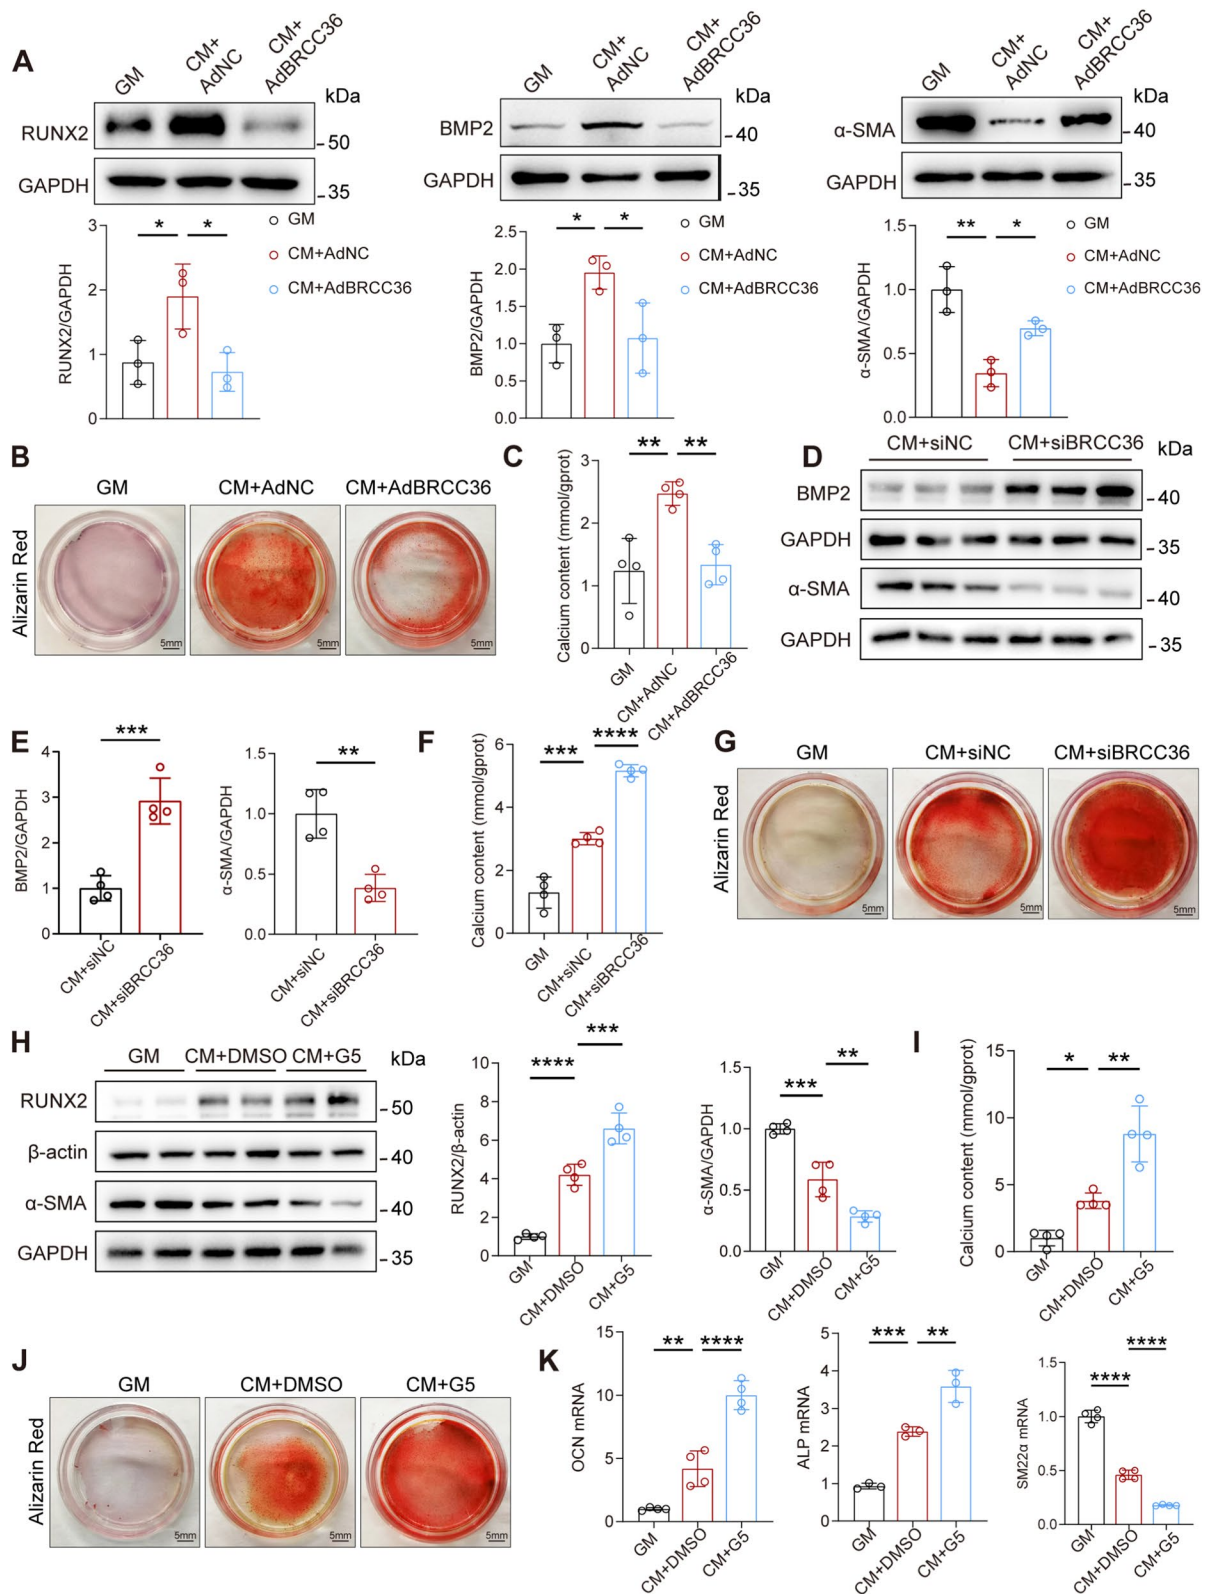 A
GM
CM+
AdNC
CM+
AdBRCC36
kDa
RUNX2
50
GAPDH
35
GM
CM+
AdNC
CM+
AdBRCC36
kDa
BMP2
40
GAPDH
35
GM
CM+
AdNC
CM+
AdBRCC36
kDa
α-SMA
40
GAPDH
35
RUNX2/GAPDH
3
2
1
0
*
*
GM
CM+AdNC
CM+AdBRCC36
BMP2/GAPDH
2.5
2.0
1.5
1.0
0.5
0.0
*
*
GM
CM+AdNC
CM+AdBRCC36
α-SMA/GAPDH
1.5
1.0
0.5
0.0
**
*
GM
CM+AdNC
CM+AdBRCC36
B
GM
CM+AdNC
CM+AdBRCC36
Alizarin Red
5mm
5mm
5mm
C
Calcium content (mmol/gprot)
3
2
1
0
**
**
GM
CM+AdNC
CM+AdBRCC36
D
CM+siNC
CM+siBRCC36
kDa
BMP2
40
GAPDH
35
α-SMA
40
GAPDH
35
E
BMP2/GAPDH
4
3
2
1
0
***
CM+siNC
CM+siBRCC36
α-SMA/GAPDH
1.5
1.0
0.5
0.0
**
CM+siNC
CM+siBRCC36
F
Calcium content (mmol/gprot)
6
4
2
0
***
****
GM
CM+siNC
CM+siBRCC36
G
GM
CM+siNC
CM+siBRCC36
Alizarin Red
5mm
5mm
5mm
H
GM
CM+DMSO
CM+G5
kDa
RUNX2
50
β-actin
40
α-SMA
40
GAPDH
35
RUNX2/β-actin
10
8
6
4
2
0
****
***
GM
CM+DMSO
CM+G5
α-SMA/GAPDH
1.5
1.0
0.5
0.0
***
**
GM
CM+DMSO
CM+G5
I
Calcium content (mmol/gprot)
15
10
5
0
*
**
GM
CM+DMSO
CM+G5
J
GM
CM+DMSO
CM+G5
Alizarin Red
5mm
5mm
5mm
K
OCN mRNA
15
10
5
0
**
****
GM
CM+DMSO
CM+G5
ALP mRNA
5
4
3
2
1
0
***
**
GM
CM+DMSO
CM+G5
SM22α mRNA
1.5
1.0
0.5
0.0
****
****
GM
CM+DMSO
CM+G5